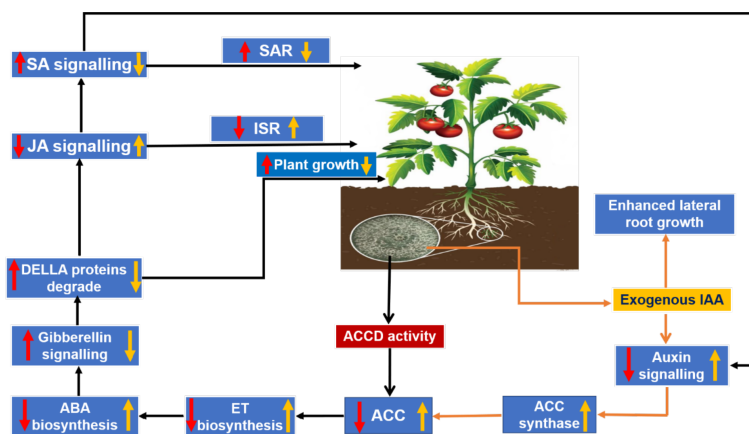 SA signalling
SAR
JA signalling
ISR
Plant growth
Enhanced lateral
root growth
DELLA proteins
degrade
Exogenous IAA
Gibberellin
signalling
ACCD activity
Auxin
signalling
ABA
biosynthesis
ET
biosynthesis
ACC
ACC
synthase